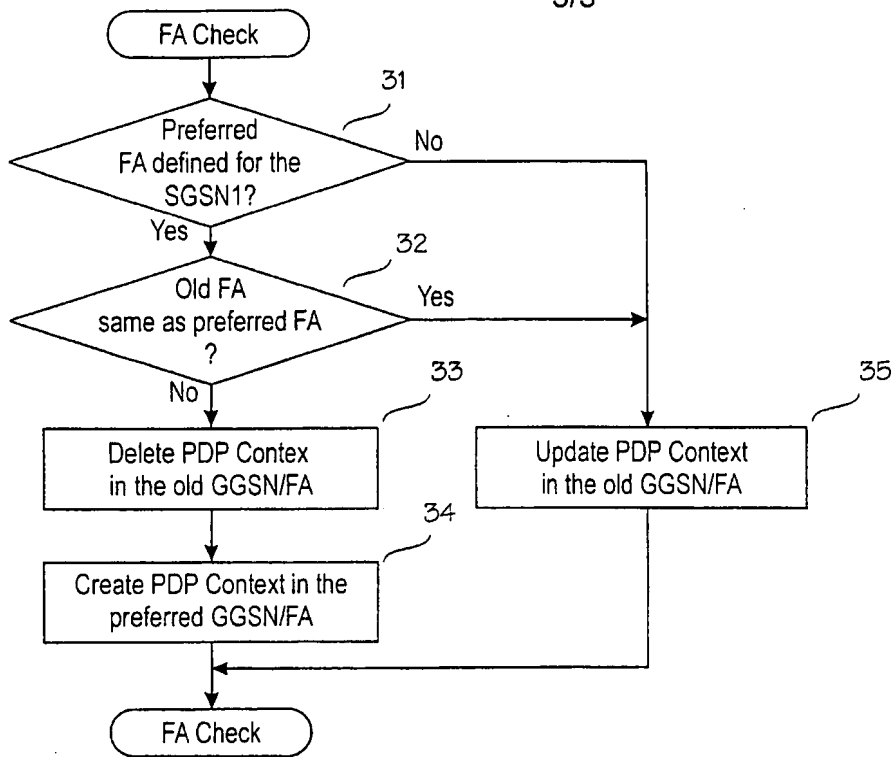 3/3
FA Check
31
Preferred
FA defined for the
SGSN1?
No
Yes
32
Old FA
same as preferred FA
?
Yes
No
33
Delete PDP Contex
in the old GGSN/FA
35
Update PDP Context
in the old GGSN/FA
34
Create PDP Context in the
preferred GGSN/FA
FA Check